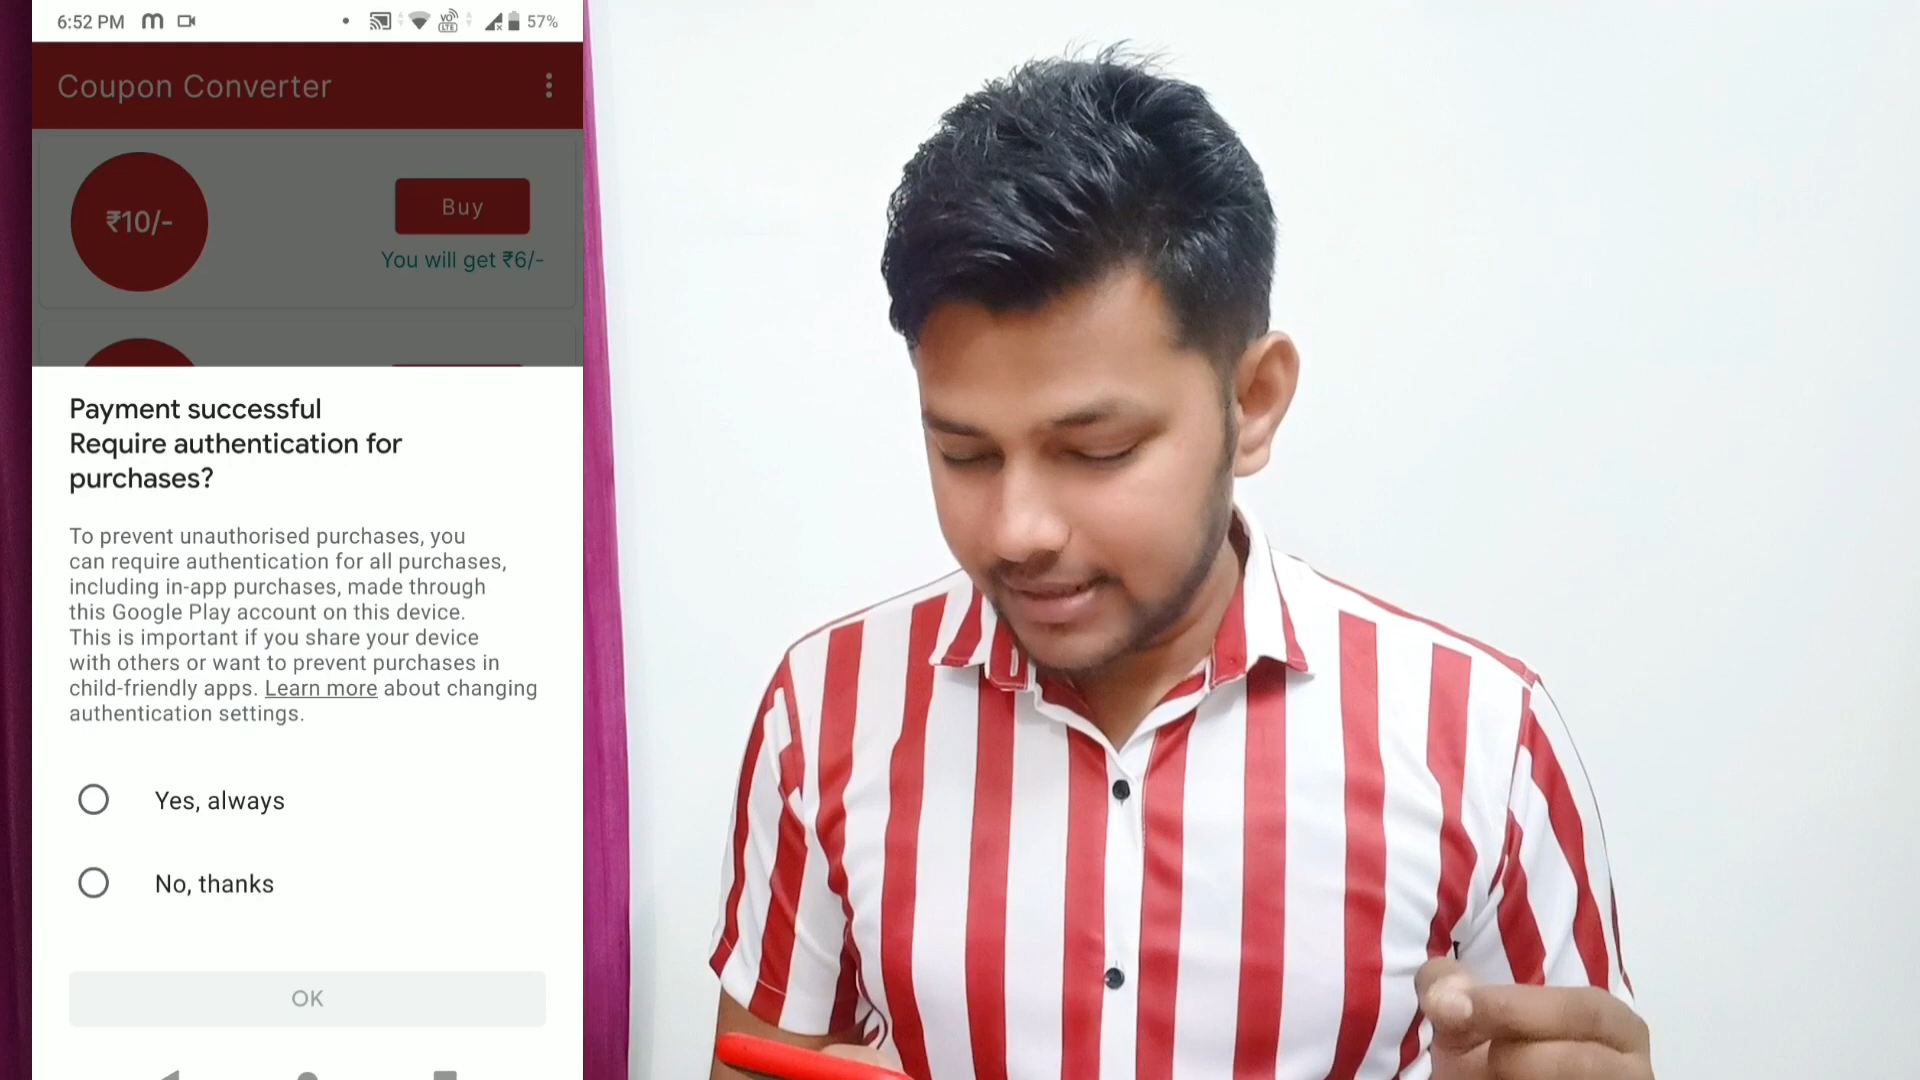 6:52 PM
57%
Coupon Converter
₹10/-
Buy
You will get ₹6/-
Payment successful
Require authentication for
purchases?
To prevent unauthorised purchases, you
can require authentication for all purchases,
including in-app purchases, made through
this Google Play account on this device.
This is important if you share your device
with others or want to prevent purchases in
child-friendly apps. Learn more about changing
authentication settings.
Yes, always
No, thanks
OK